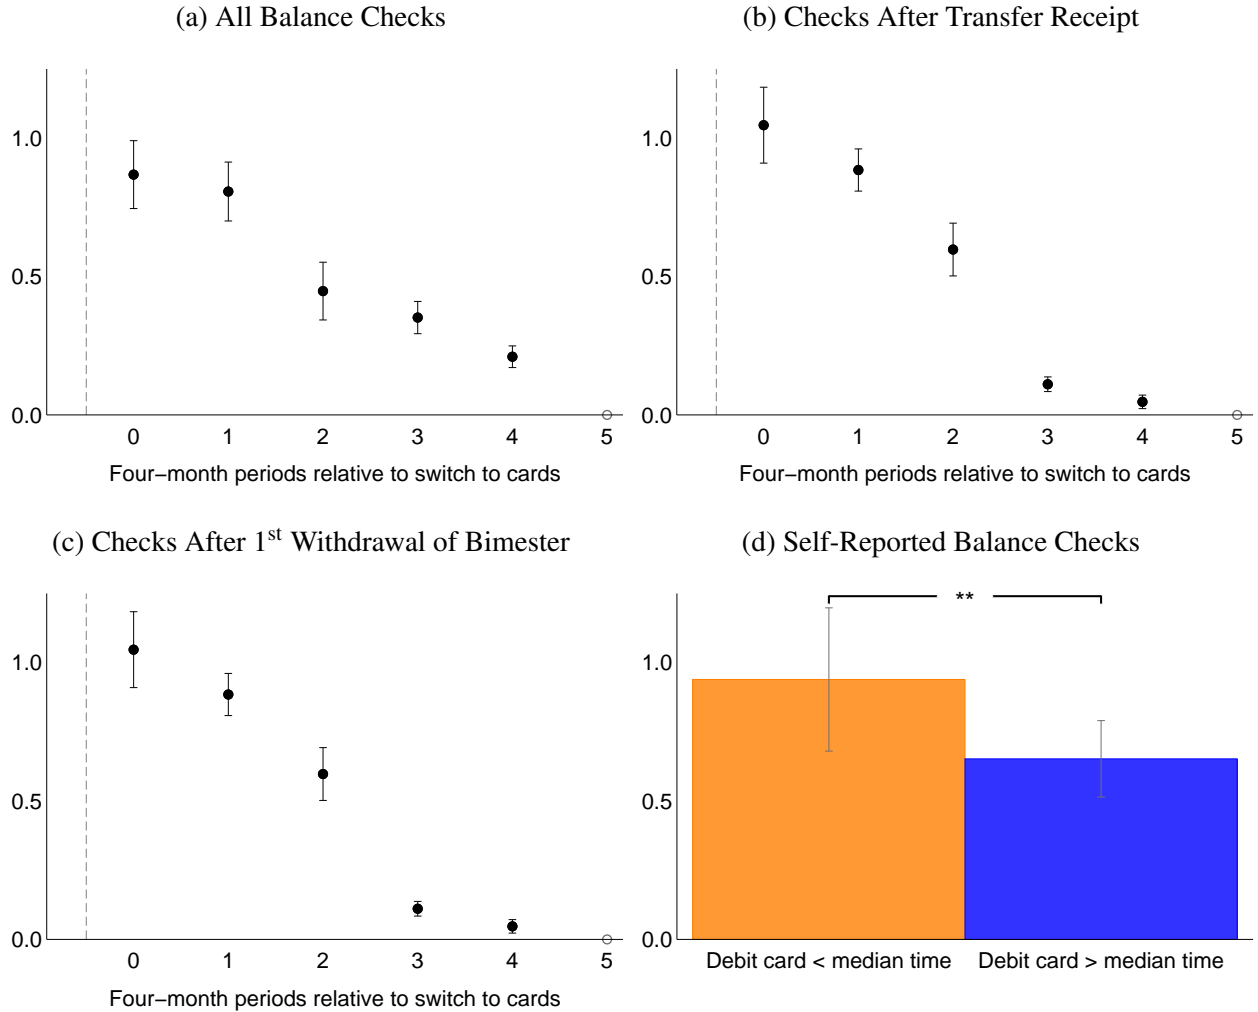 (a) All Balance Checks
1.0
0.5
0.0
0 1 2 3 4 5
Four−month periods relative to switch to cards
(b) Checks After Transfer Receipt
1.0
0.5
0.0
0 1 2 3 4 5
Four−month periods relative to switch to cards
(c) Checks After 1st Withdrawal of Bimester
1.0
0.5
0.0
0 1 2 3 4 5
Four−month periods relative to switch to cards
(d) Self-Reported Balance Checks
**
1.0
0.5
0.0
Debit card < median time Debit card > median time